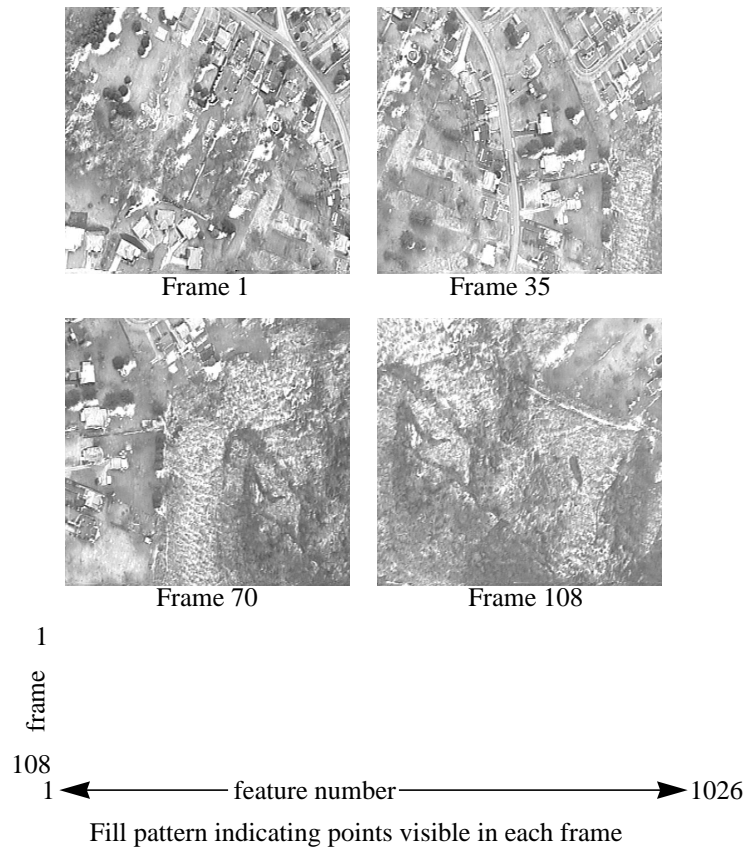 Frame 1
Frame 35
Frame 70
Frame 108
1
frame
108
1 feature number 1026
Fill pattern indicating points visible in each frame